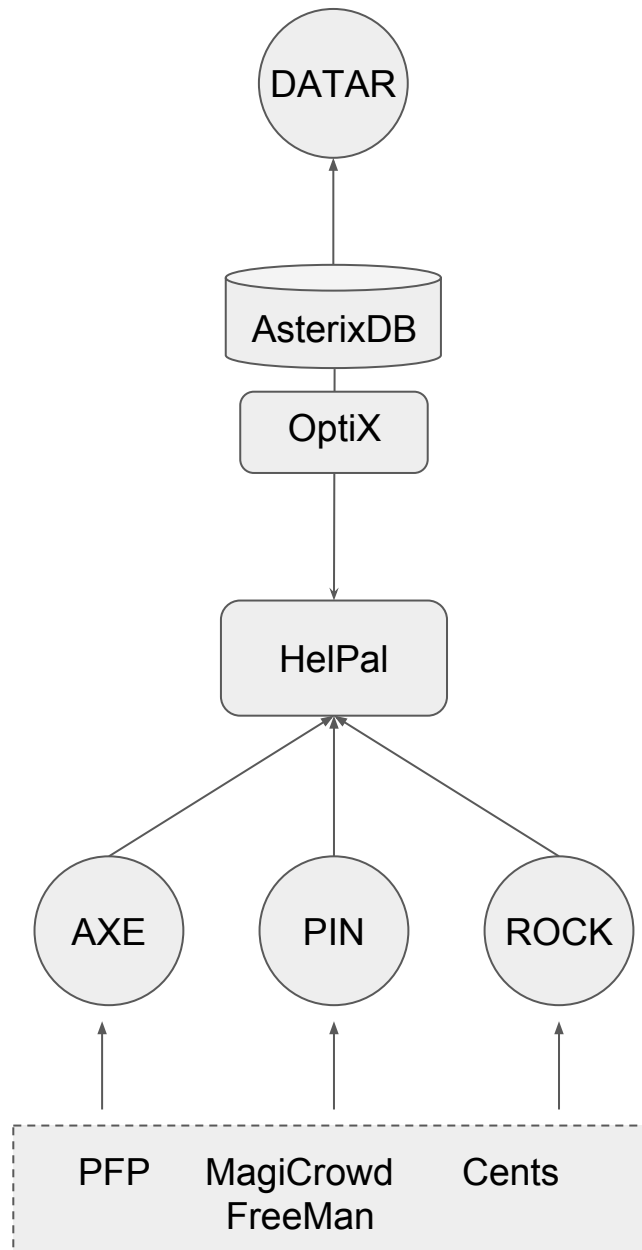 DATAR
AsterixDB
OptiX
HelPal
AXE
PIN
ROCK
PFP
MagiCrowd
FreeMan
Cents